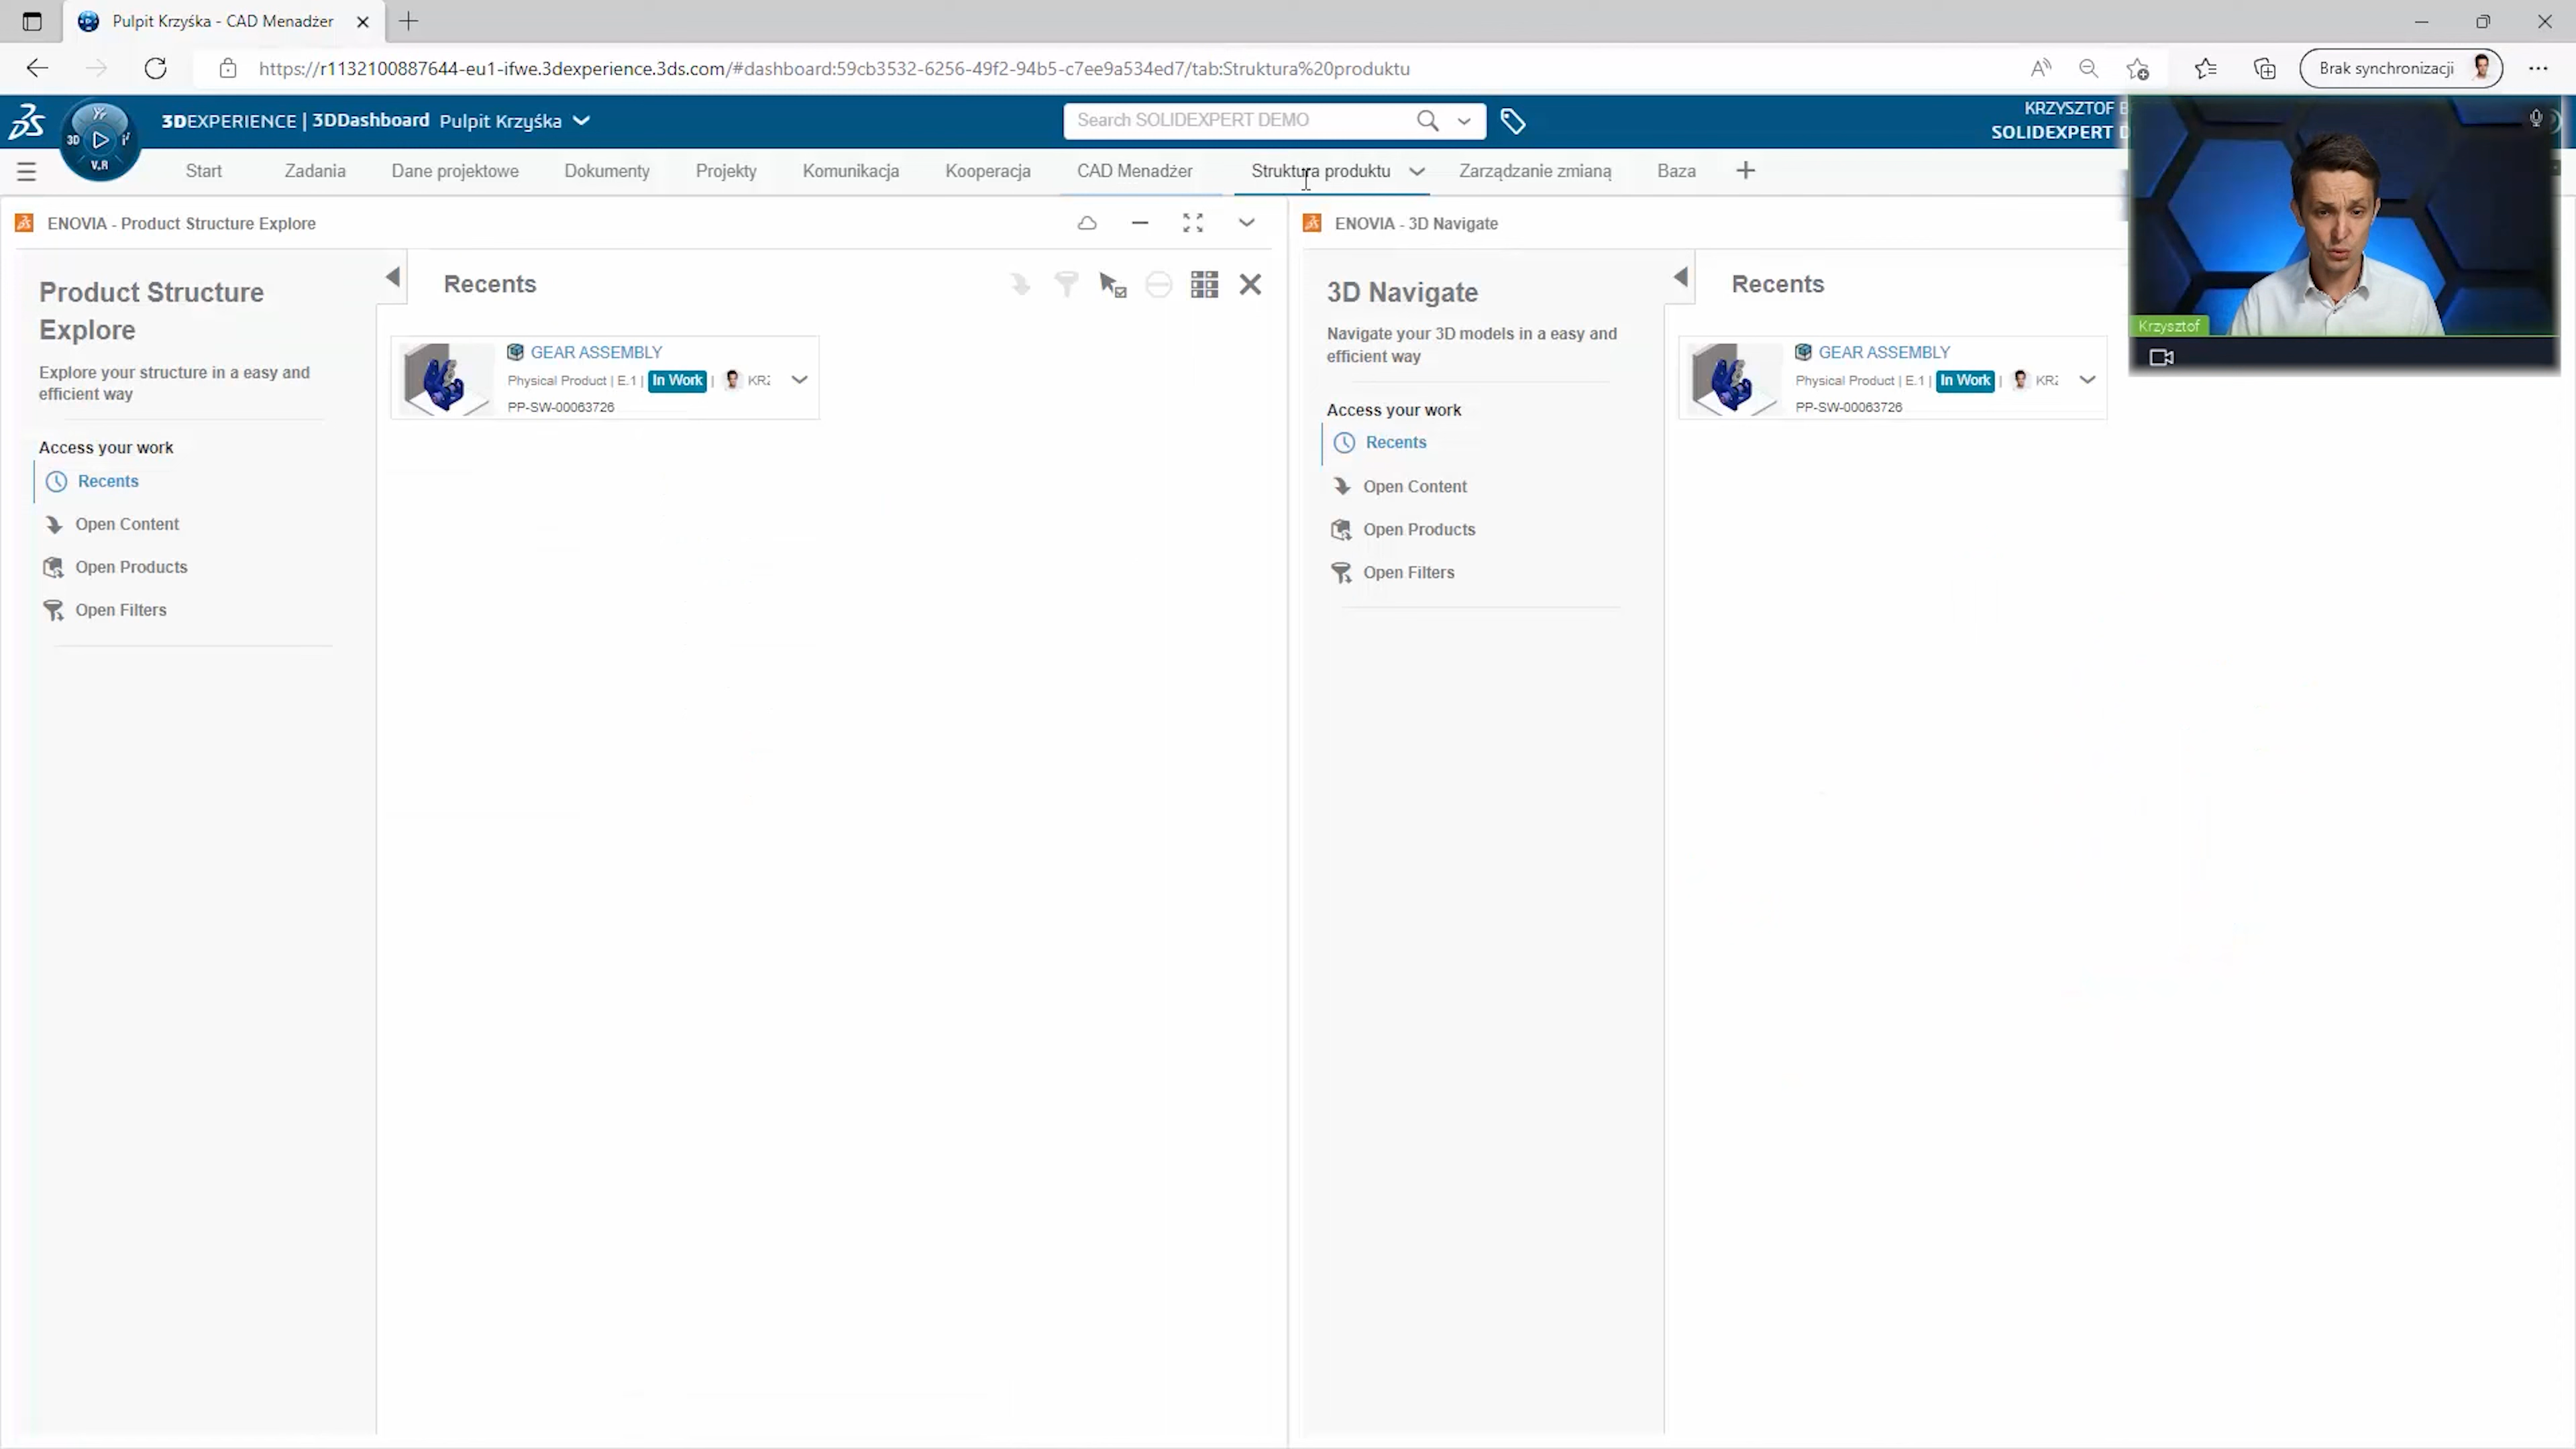 Pulpit Krzyśka - CAD Menadżer
https://r1132100887644-eu1-ifwe.3dexperience.3ds.com/#dashboard:59cb3532-6256-49f2-94b5-c7ee9a534ed7/tab:Struktura%20produktu
Brak synchronizacji
3DEXPERIENCE | 3DDashboard Pulpit Krzyśka
Search SOLIDEXPERT DEMO
KRZYSZTOF
SOLIDEXPERT
3D
V.R
Start Zadania Dane projektowe Dokumenty Projekty Komunikacja Kooperacja CAD Menadżer Struktura produktu Zarządzanie zmianą Baza
ENOVIA - Product Structure Explore
Product Structure
Explore
Explore your structure in a easy and
efficient way
Access your work
Recents
Open Content
Open Products
Open Filters
Recents
GEAR ASSEMBLY
Physical Product | E.1 | In Work |
PP-SW-00063726
ENOVIA - 3D Navigate
3D Navigate
Navigate your 3D models in a easy and
efficient way
Access your work
Recents
Open Content
Open Products
Open Filters
Recents
GEAR ASSEMBLY
Physical Product | E.1 | In Work |
PP-SW-00063726
Krzysztof